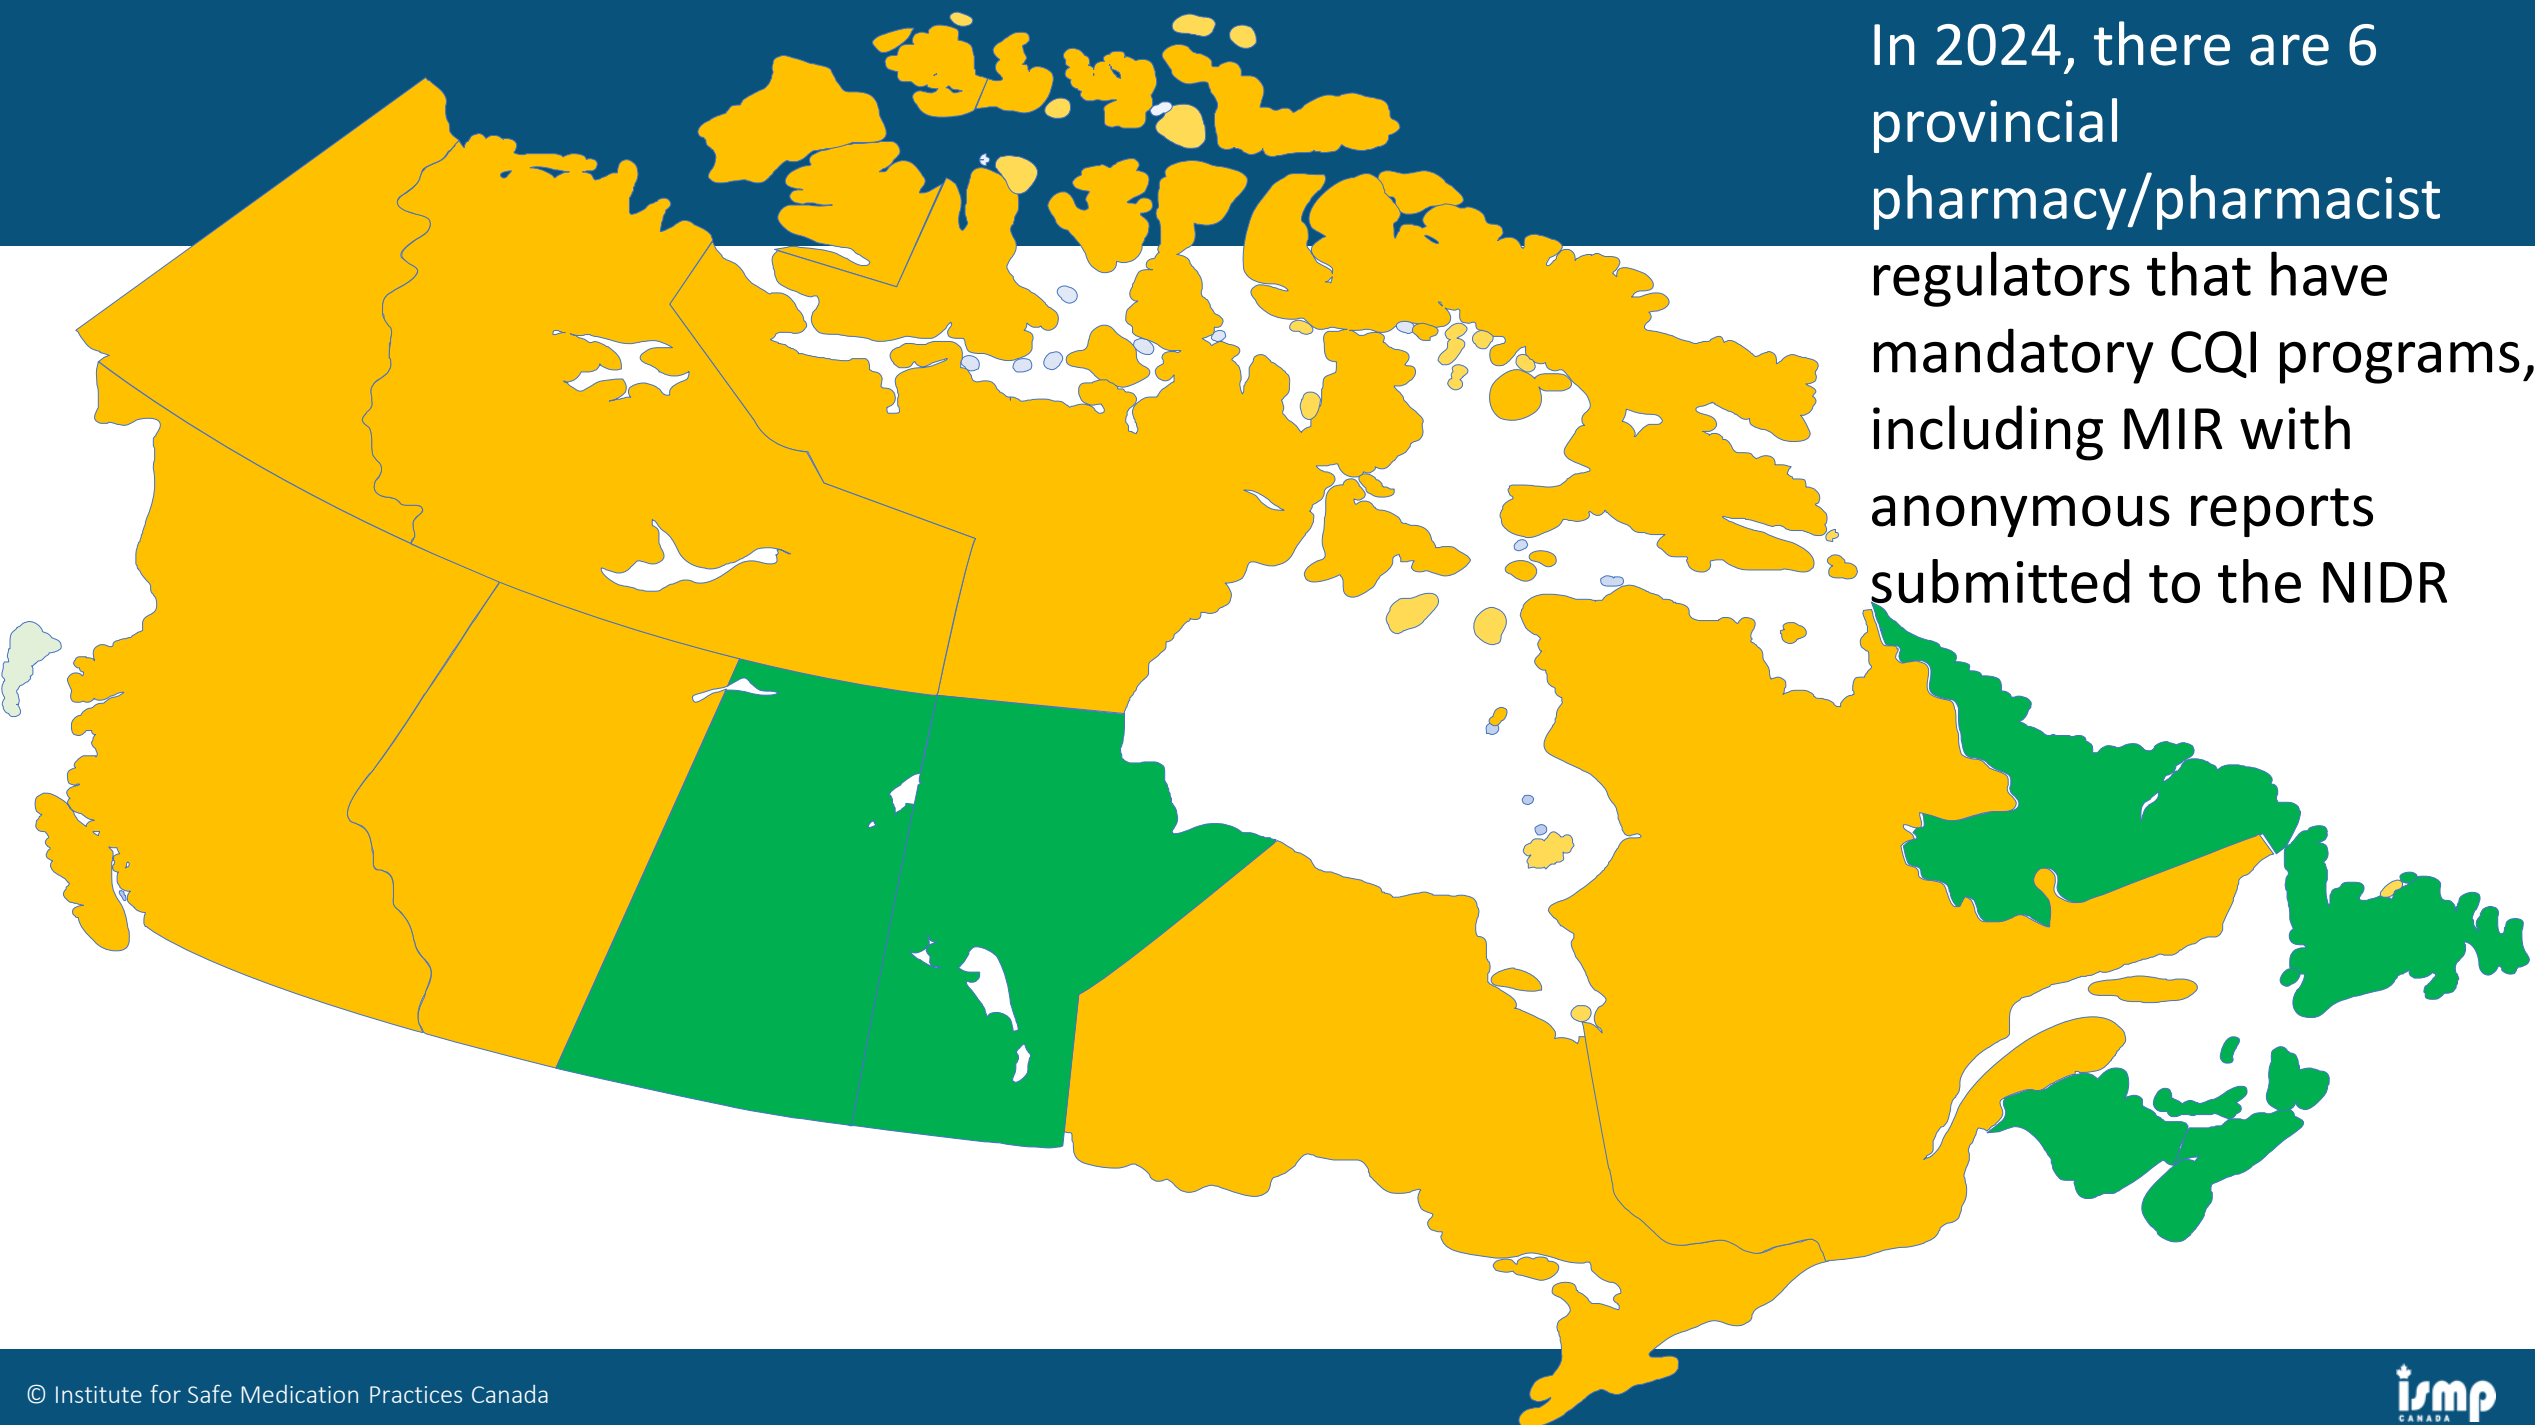 In 2024, there are 6
provincial
pharmacy/pharmacist
regulators that have
mandatory CQI programs,
including MIR with
anonymous reports
submitted to the NIDR
© Institute for Safe Medication Practices Canada
ismp
CANADA